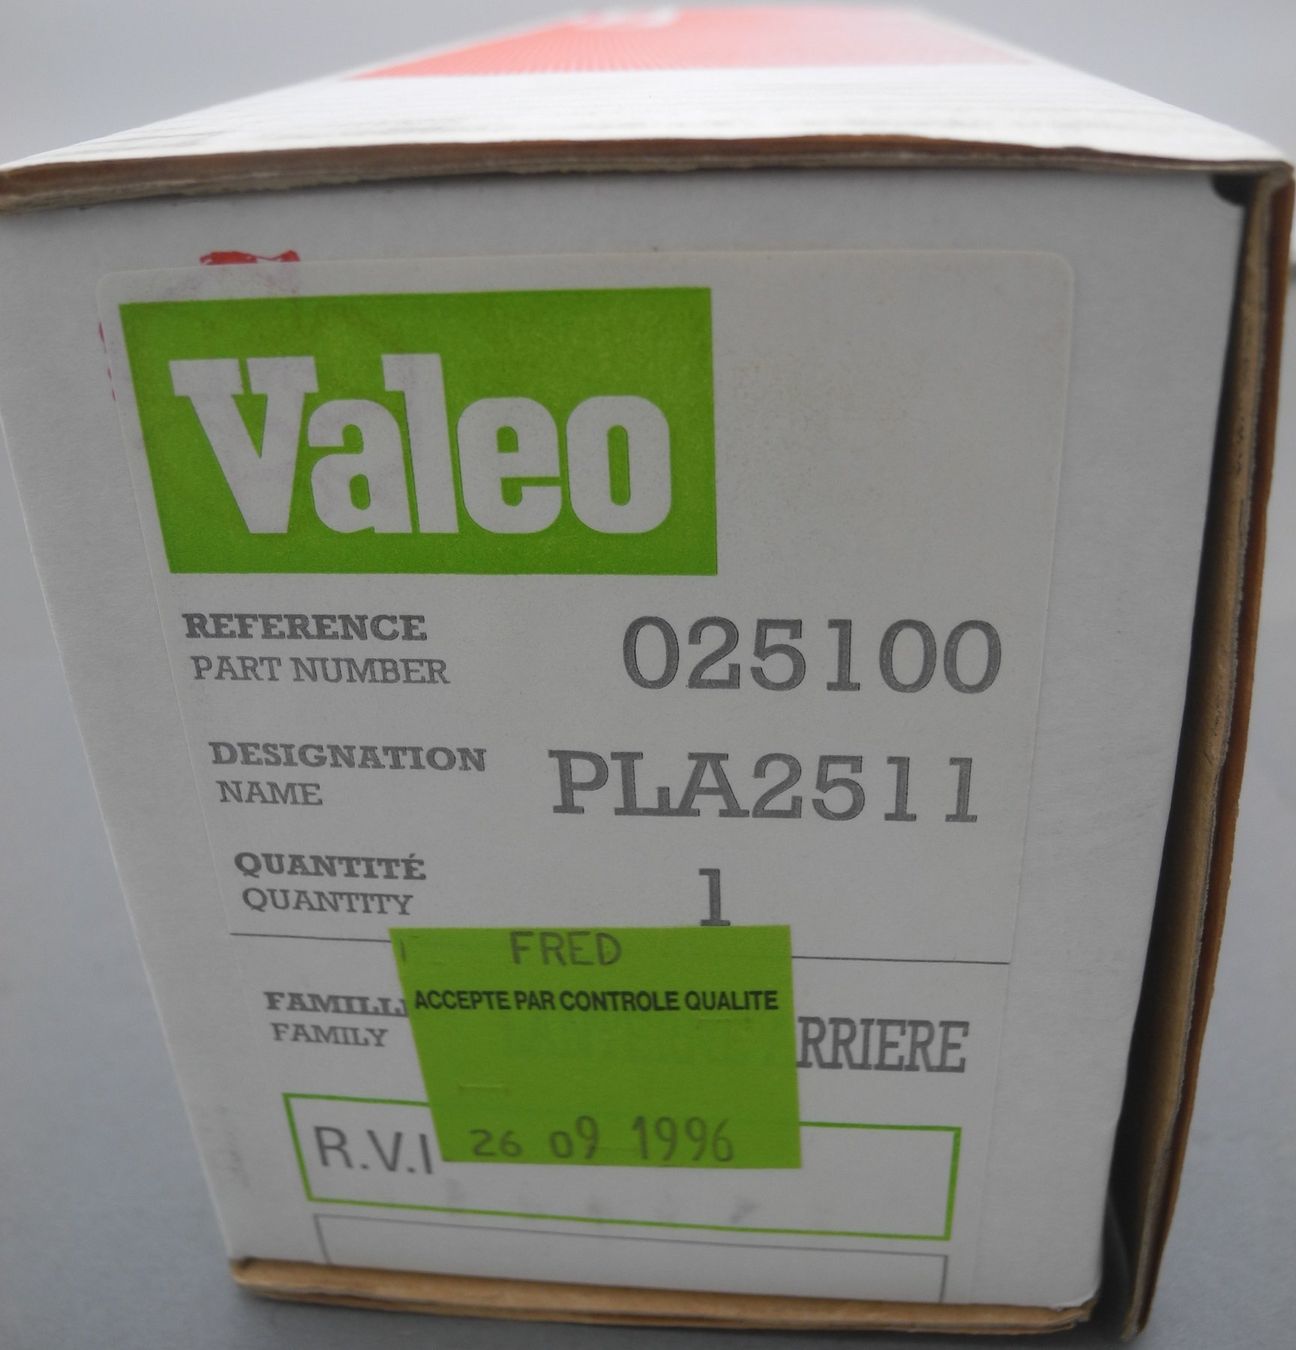 Valeo
REFERENCE
PART NUMBER
025100
DESIGNATION
NAME
PLA2511
QUANTITÉ
QUANTITY
1
FRED
ACCEPTE PAR CONTROLE QUALITE
26 09 1996
FAMILL
FAMILY
RRIERE
R.V.I